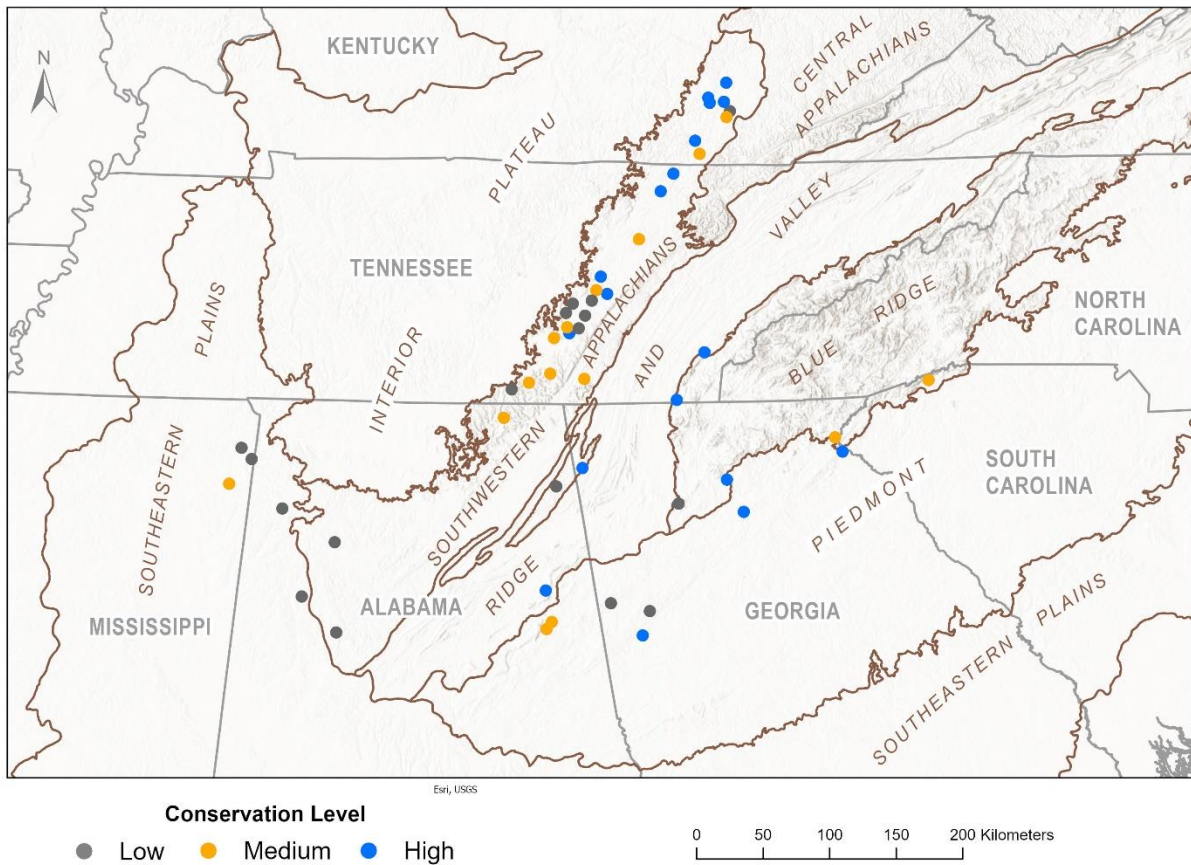 KENTUCKY
CENTRAL
APPALACHIANS
N
PLATEAU
VALLEY
TENNESSEE
APPALACHIANS
PLAINS
RIDGE
NORTH
CAROLINA
BLUE
AND
INTERIOR
SOUTHWESTERN
SOUTHEASTERN
SOUTH
CAROLINA
PIEDMONT
RIDGE
ALABAMA
GEORGIA
MISSISSIPPI
SOUTHEASTERN PLAINS
Esri, USGS
Conservation Level
Low Medium High
0 50 100 150 200 Kilometers